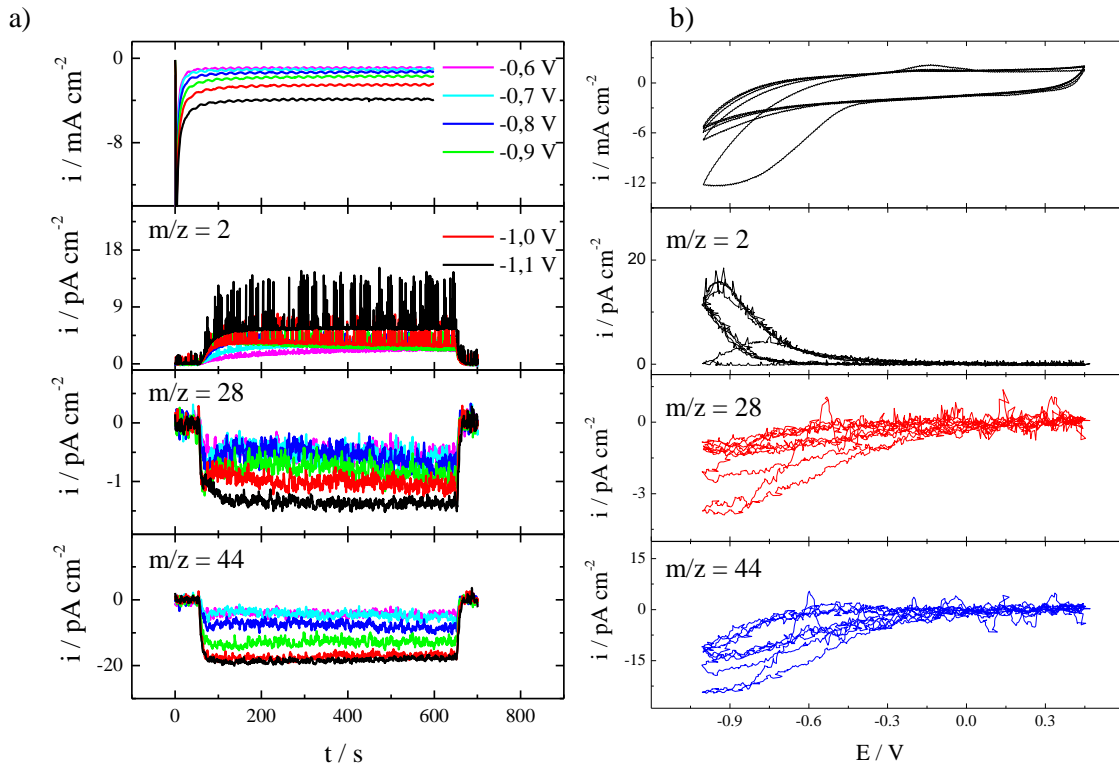 a)
b)
i / mA cm-2
0
-8
-0,6 V
-0,7 V
-0,8 V
-0,9 V
i / pA cm-2
m/z = 2
18
9
0
-1,0 V
-1,1 V
i / pA cm-2
m/z = 28
0
-1
i / pA cm-2
m/z = 44
0
-20
0
200
400
600
800
t / s
i / mA cm-2
0
-6
-12
i / pA cm-2
m/z = 2
20
0
i / pA cm-2
m/z = 28
0
-3
i / pA cm-2
m/z = 44
15
0
-15
-0.9
-0.6
-0.3
0.0
0.3
E / V